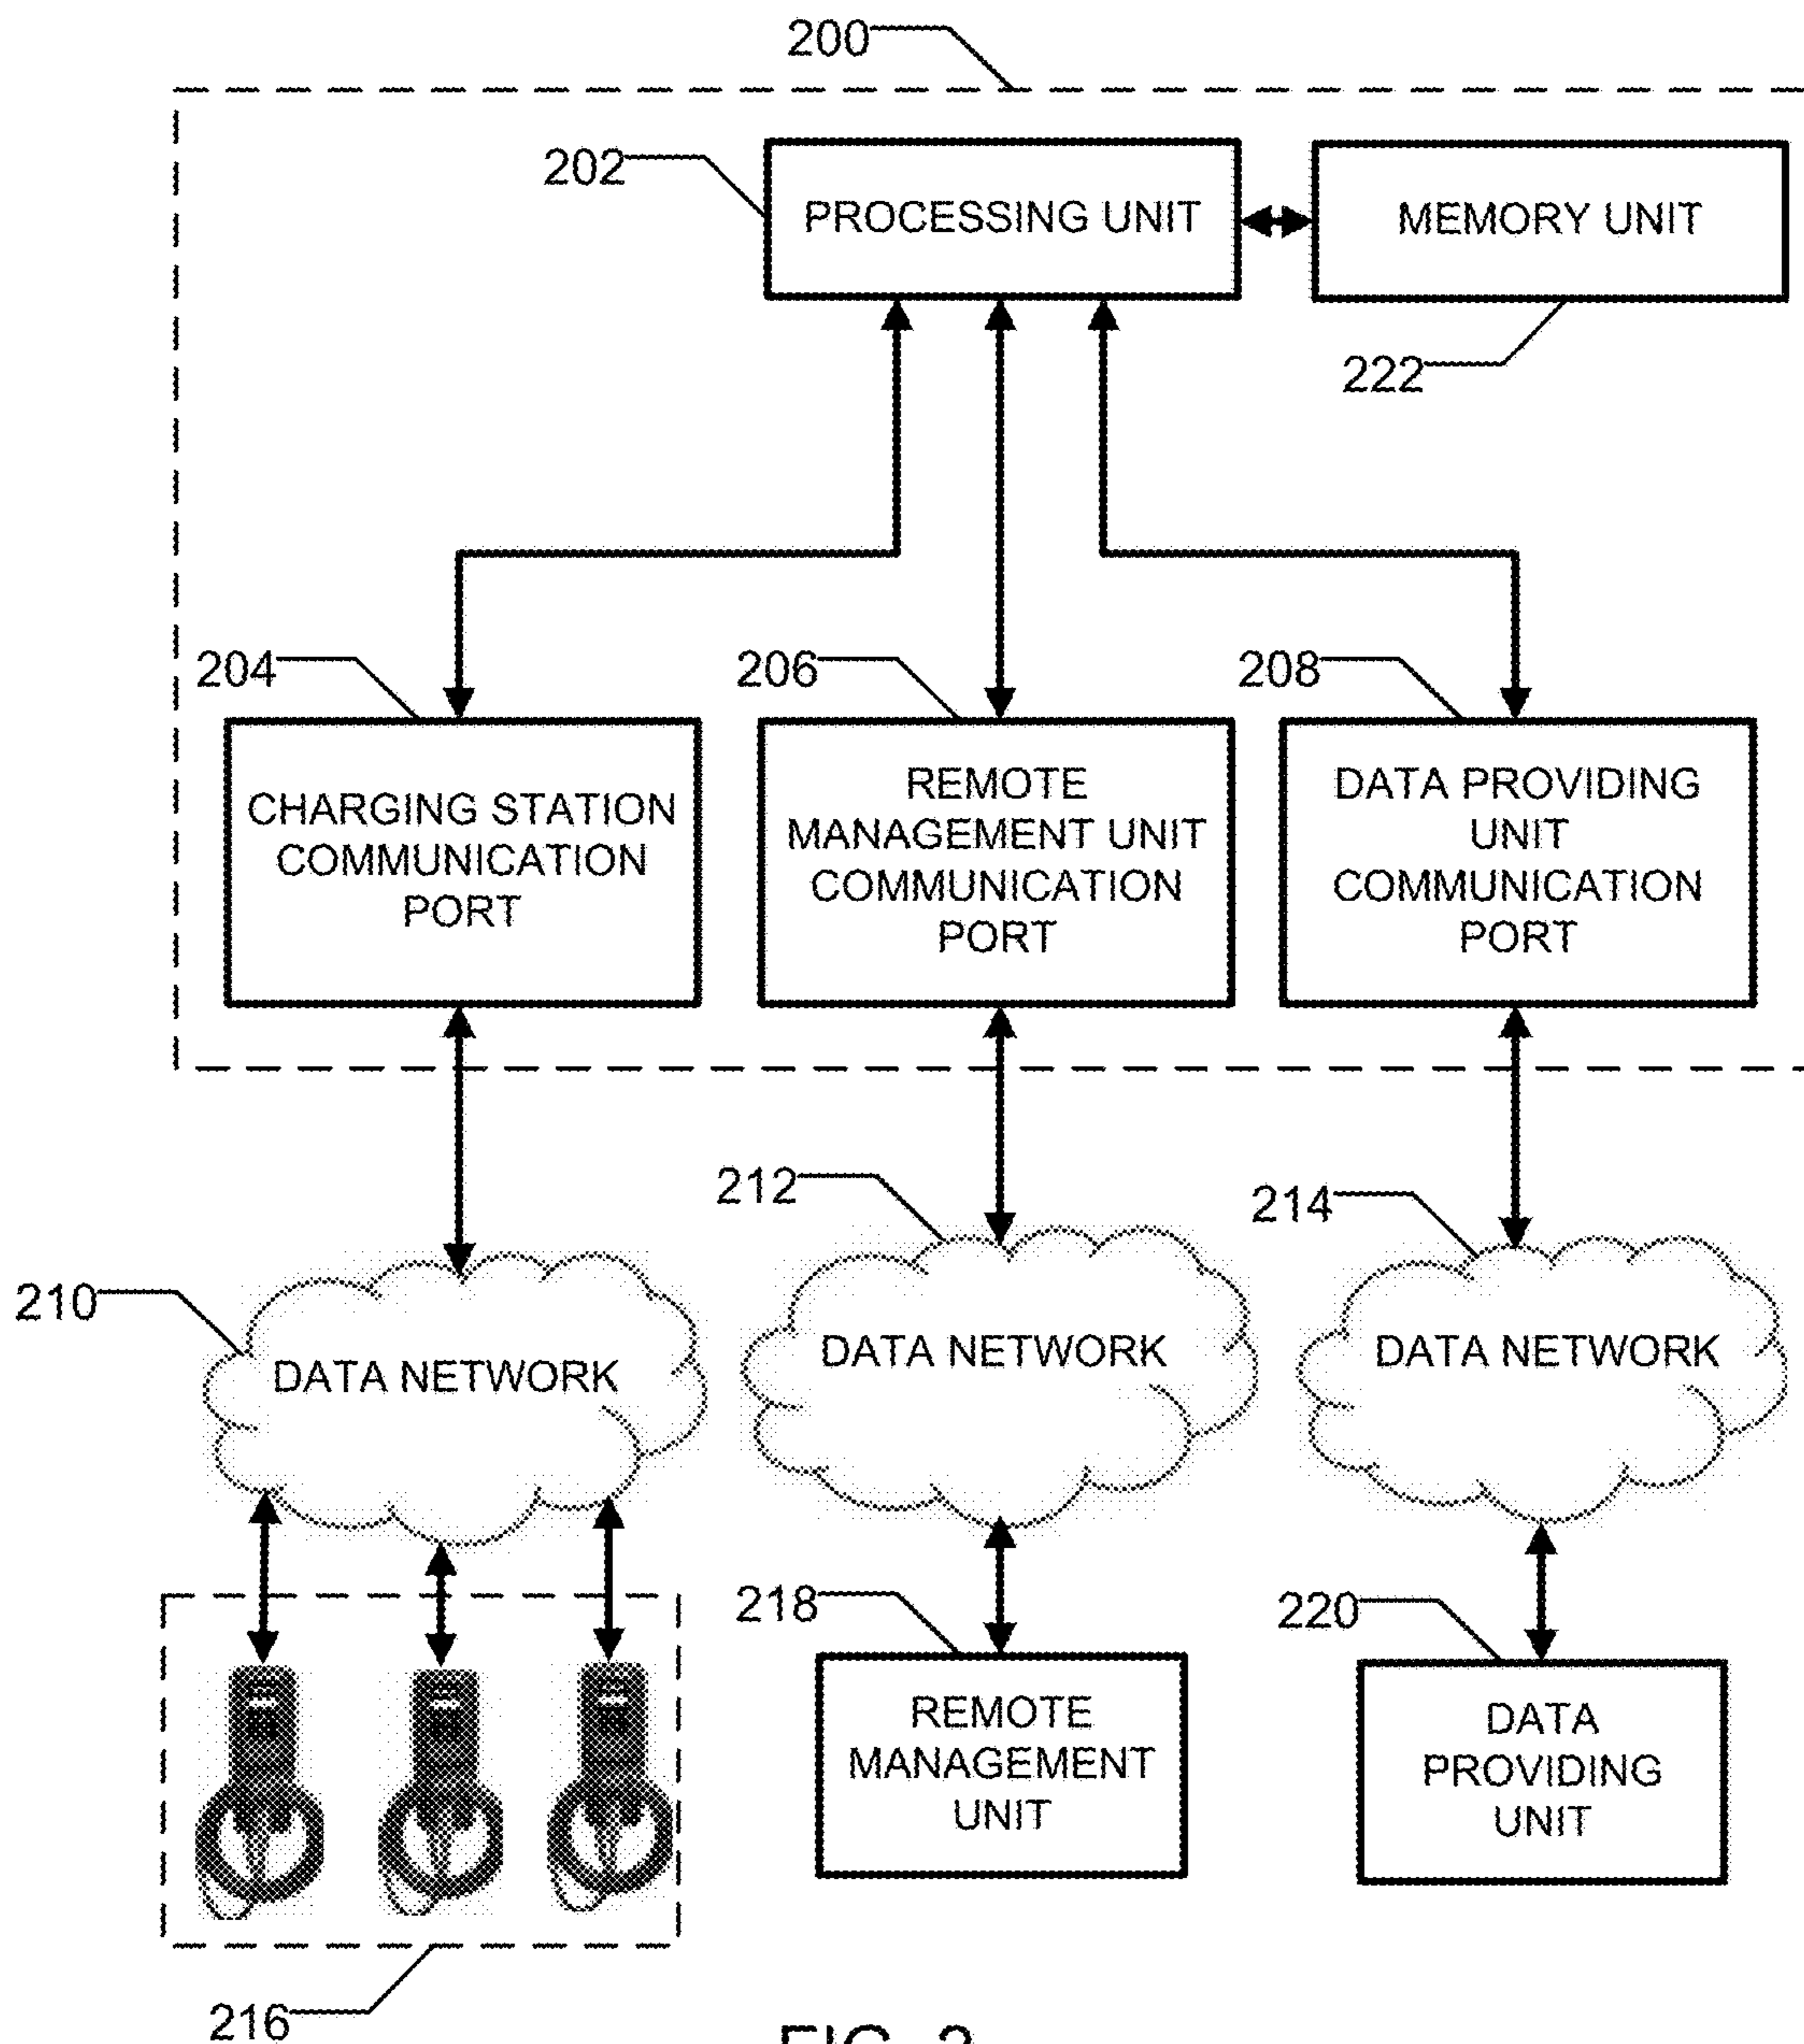 200
202
PROCESSING UNIT
MEMORY UNIT
222
204
206
208
CHARGING STATION
COMMUNICATION
PORT
REMOTE
MANAGEMENT UNIT
COMMUNICATION
PORT
DATA PROVIDING
UNIT
COMMUNICATION
PORT
212
214
210
DATA NETWORK
DATA NETWORK
DATA NETWORK
218
220
REMOTE
MANAGEMENT
UNIT
DATA
PROVIDING
UNIT
216
FIG. 2